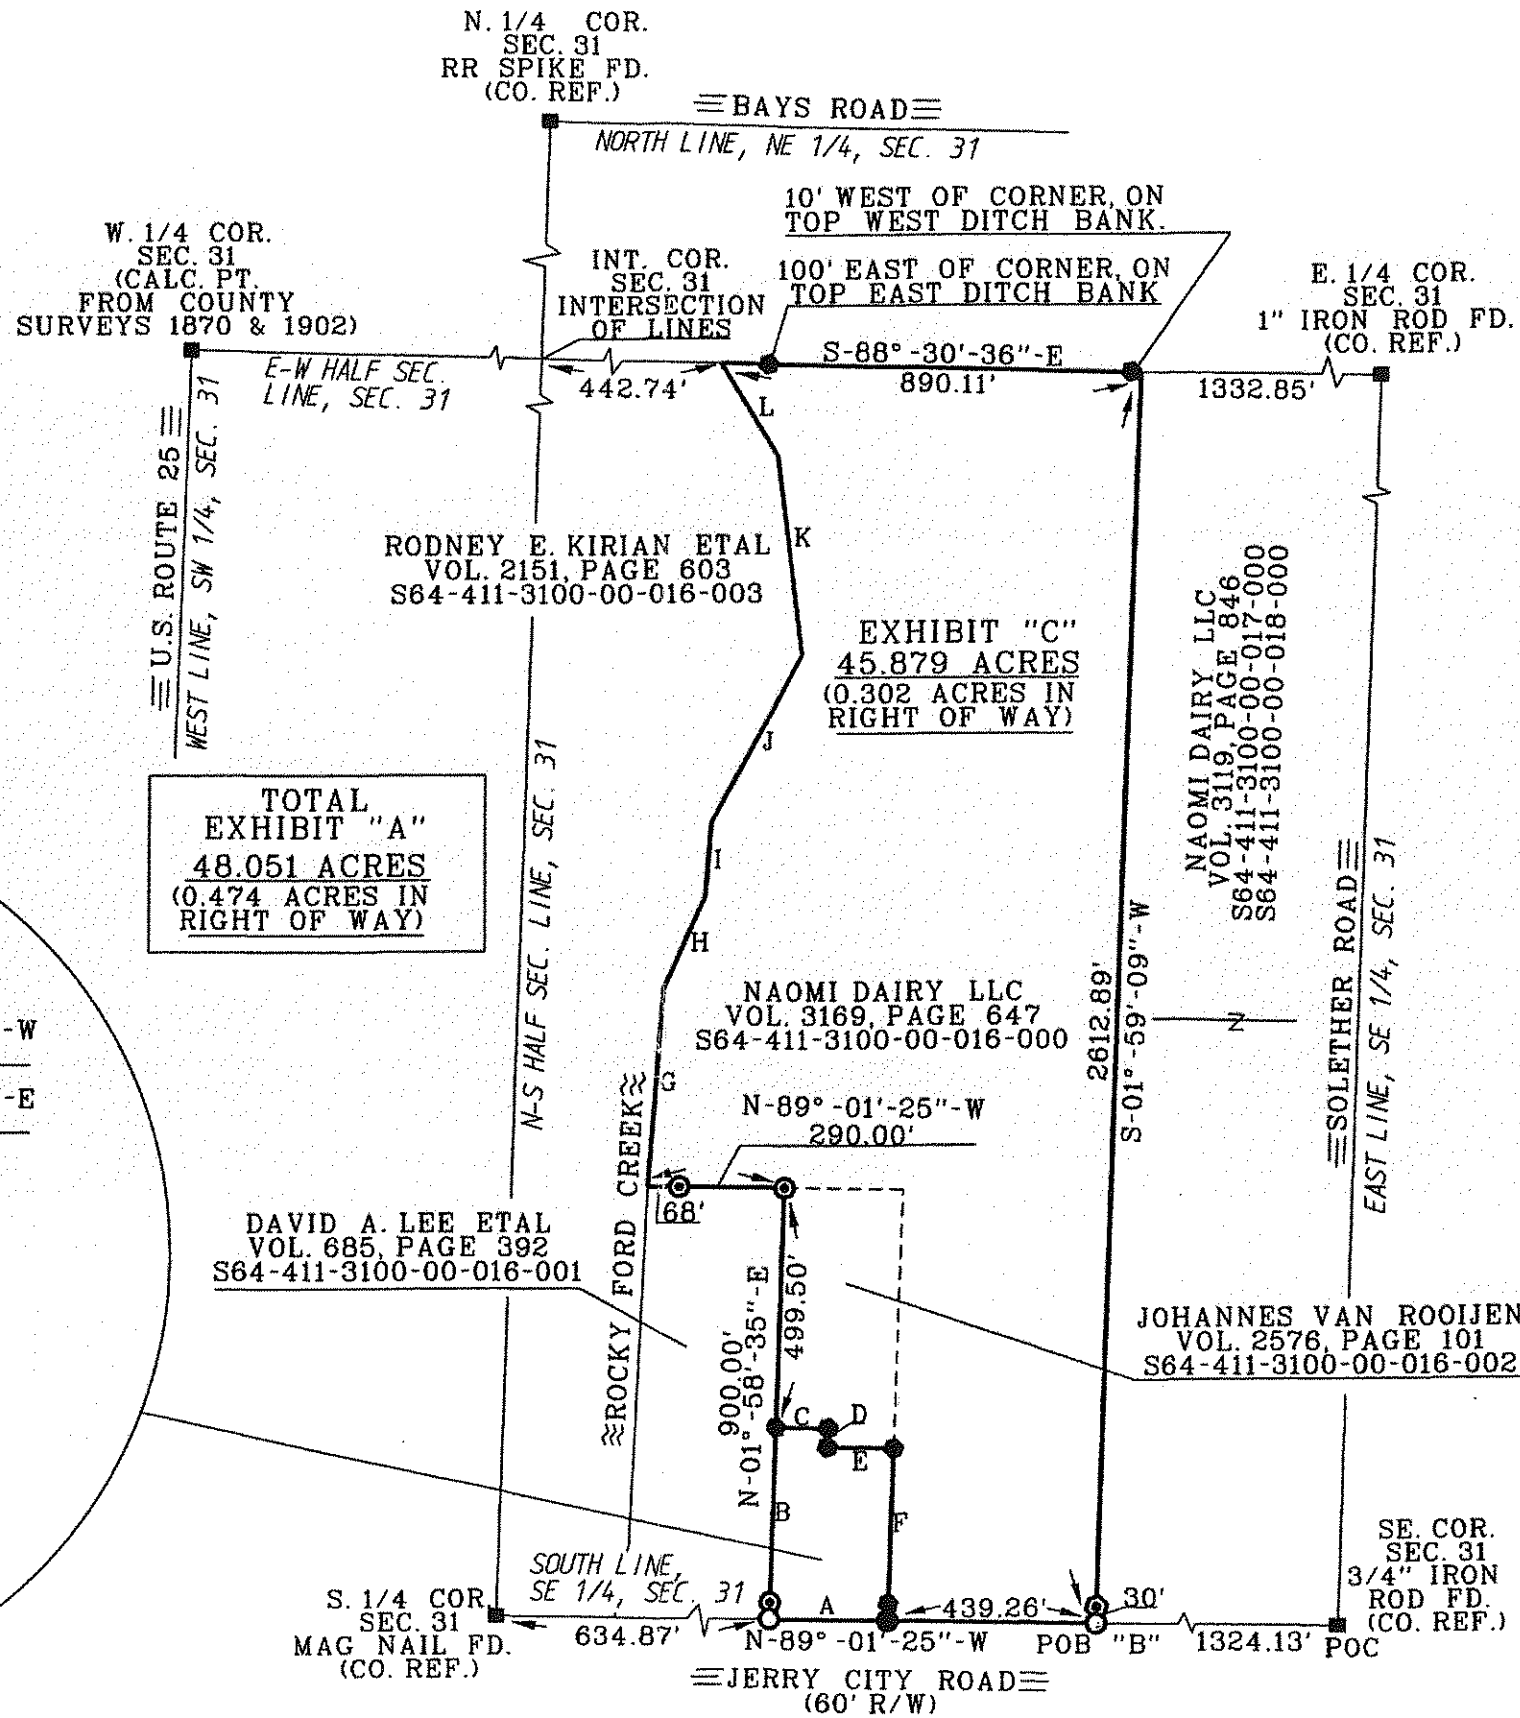 N. 1/4 COR.
SEC. 31
RR SPIKE FD.
(CO. REF.)
BAYS ROAD
NORTH LINE, NE 1/4, SEC. 31
10' WEST OF CORNER, ON
TOP WEST DITCH BANK.
W. 1/4 COR.
SEC. 31
(CALC. PT.
FROM COUNTY
SURVEYS 1870 & 1902)
INT. COR.
SEC. 31
INTERSECTION
OF LINES
100' EAST OF CORNER, ON
TOP EAST DITCH BANK
E. 1/4 COR.
SEC. 31
1" IRON ROD FD.
(CO. REF.)
E-W HALF SEC.
LINE, SEC. 31
442.74'
S-88°-30'-36"-E
890.11'
1332.85'
L
U.S. ROUTE 25
WEST LINE, SW 1/4, SEC. 31
K
RODNEY E. KIRIAN ETAL
VOL. 2151, PAGE 603
S64-411-3100-00-016-003
EXHIBIT "C"
45.879 ACRES
(0.302 ACRES IN
RIGHT OF WAY)
NAOMI DAIRY LLC
VOL. 3119, PAGE 846
S64-411-3100-00-017-000
S64-411-3100-00-018-000
J
TOTAL
EXHIBIT "A"
48.051 ACRES
(0.474 ACRES IN
RIGHT OF WAY)
N-S HALF SEC. LINE, SEC. 31
I
H
SOLETHER ROAD
EAST LINE, SE 1/4, SEC. 31
2612.89'
S-01°-59'-09"-W
NAOMI DAIRY LLC
VOL. 3169, PAGE 647
S64-411-3100-00-016-000
N
-W
-E
G
N-89°-01'-25"-W
290.00'
68'
ROCKY FORD CREEK
DAVID A. LEE ETAL
VOL. 685, PAGE 392
S64-411-3100-00-016-001
900.00'
N-01°-58'-35"-E
499.50'
JOHANNES VAN ROOIJEN
VOL. 2576, PAGE 101
S64-411-3100-00-016-002
C
D
E
B
F
SOUTH LINE,
SE 1/4, SEC. 31
S. 1/4 COR.
SEC. 31
MAG NAIL FD.
(CO. REF.)
634.87'
A
439.26'
30'
N-89°-01'-25"-W
POB "B"
1324.13'
POC
SE. COR.
SEC. 31
3/4" IRON
ROD FD.
(CO. REF.)
JERRY CITY ROAD
(60' R/W)